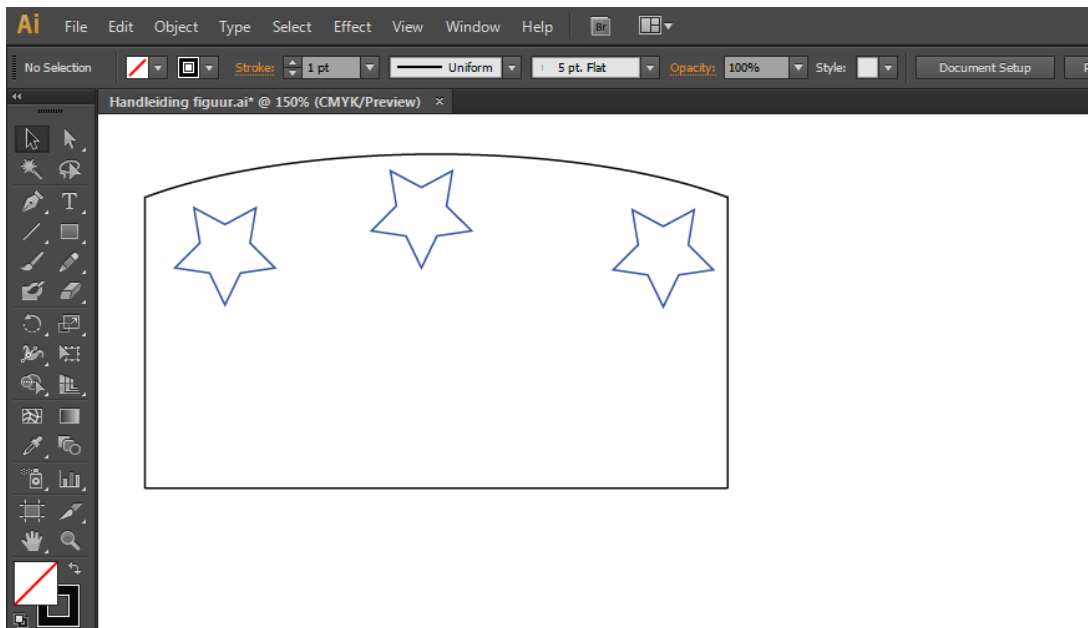 Ai File Edit Object Type Select Effect View Window Help Br
No Selection Stroke: 1 pt Uniform 5 pt. Flat Opacity: 100% Style: Document Setup
Handleiding figuur.ai* @ 150% (CMYK/Preview) ×
T